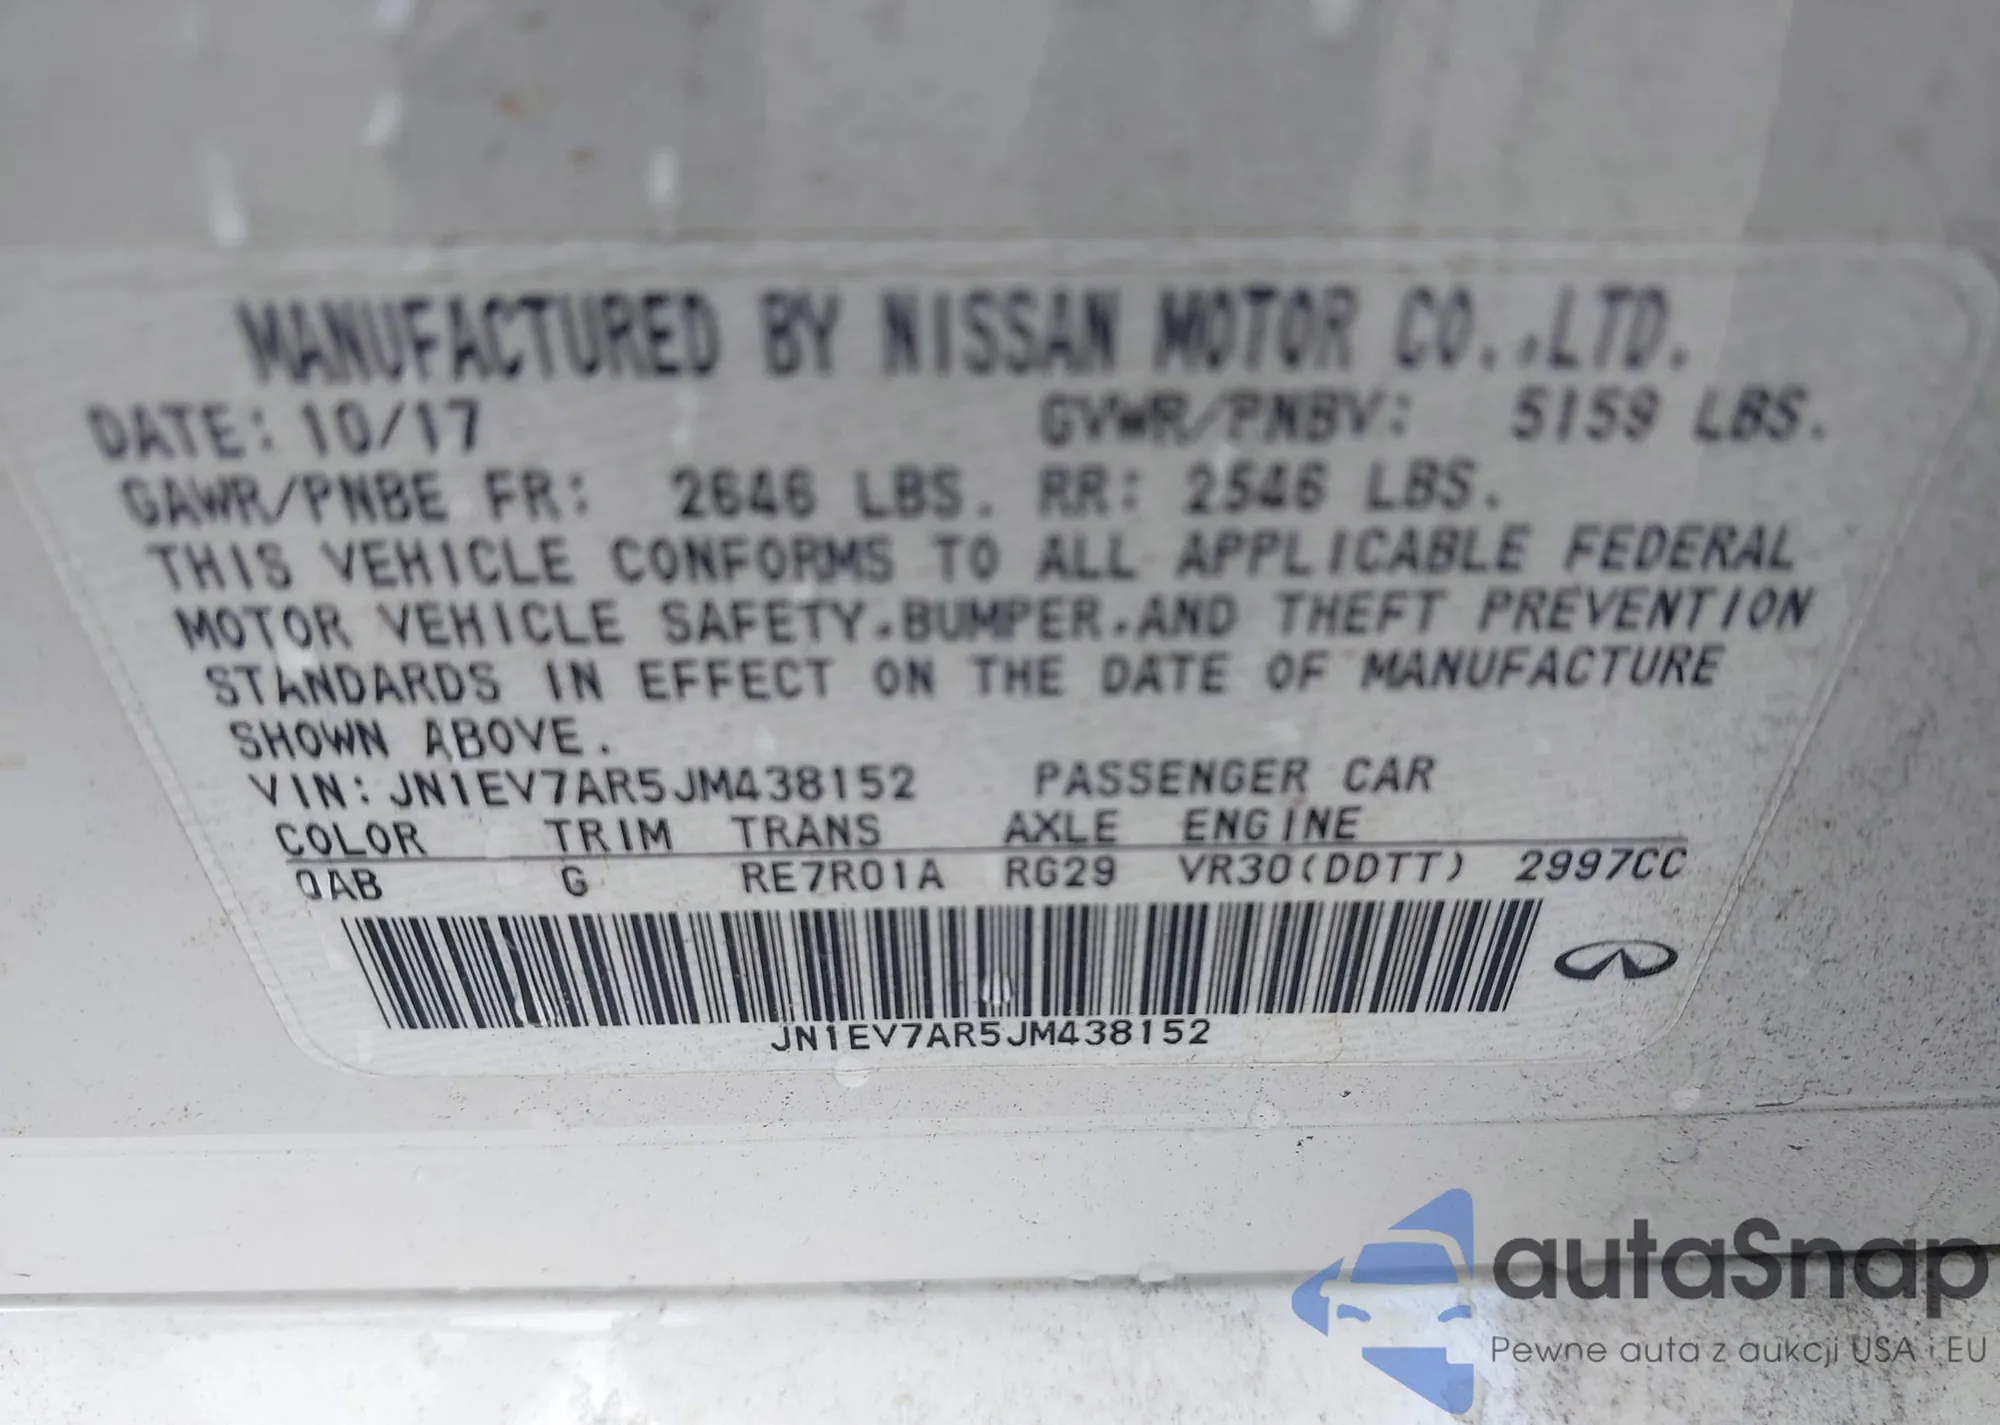 MANUFACTURED BY NISSAN MOTOR CO.,LTD.
DATE: 10/17 GVWR/PNBV: 5159 LBS.
GAWR/PNBE FR: 2646 LBS. RR: 2546 LBS.
THIS VEHICLE CONFORMS TO ALL APPLICABLE FEDERAL
MOTOR VEHICLE SAFETY,BUMPER,AND THEFT PREVENTION
STANDARDS IN EFFECT ON THE DATE OF MANUFACTURE
SHOWN ABOVE.
VIN: JN1EV7AR5JM438152 PASSENGER CAR
COLOR TRIM TRANS AXLE ENGINE
QAB G RE7R01A RG29 VR30(DDTT) 2997CC
JN1EV7AR5JM438152
autaSnap
Pewne auta z aukcji USA i EU